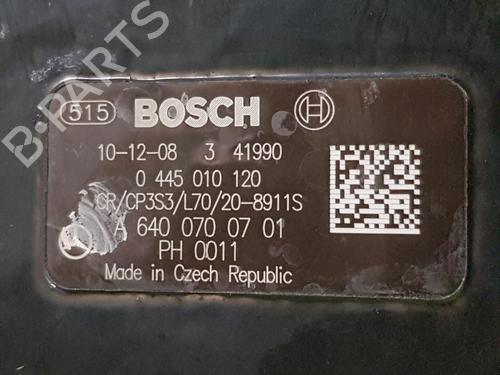 515 BOSCH
10-12-08 3 41990
0 445 010 120
CR/CP3S3/L70/20-8911S
A 640 070 07 01
PH 0011
Made in Czech Republic
B-PARTS